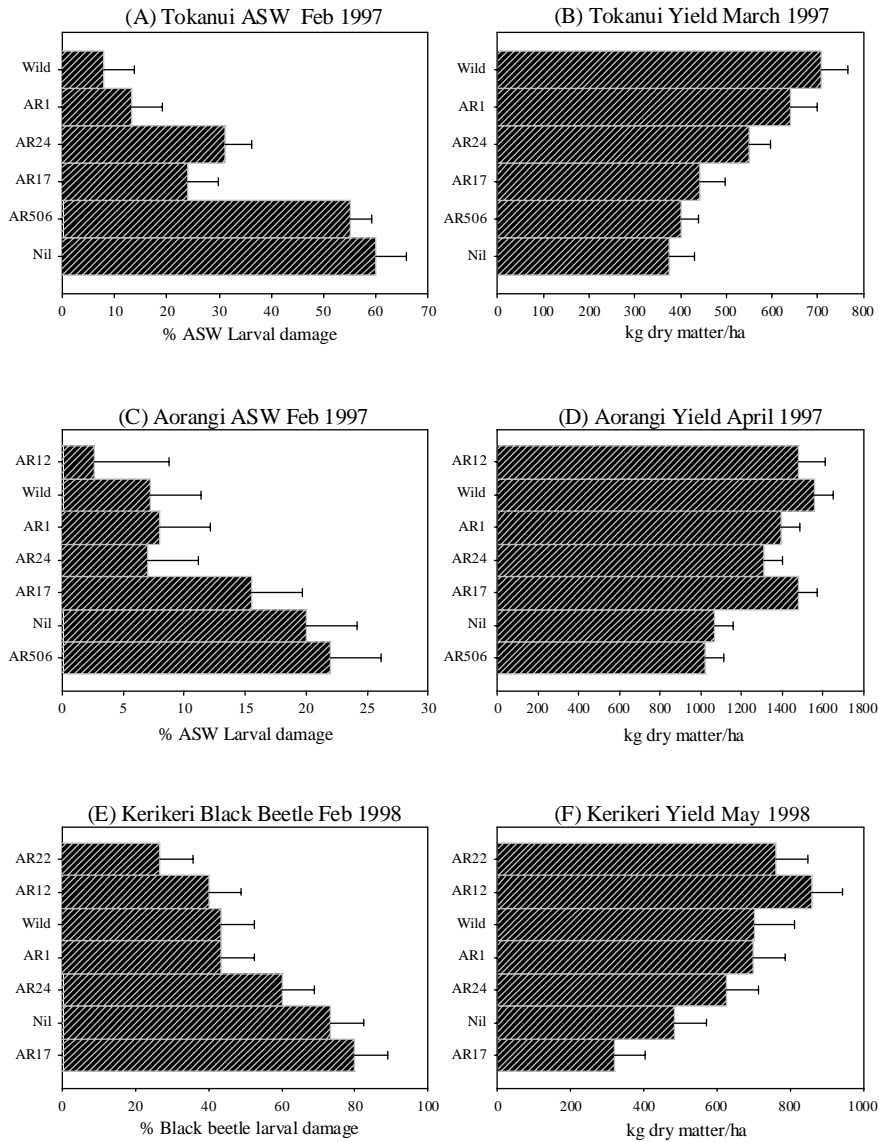 (A) Tokanui ASW Feb 1997
Wild
AR1
AR24
AR17
AR506
Nil
0 10 20 30 40 50 60 70
% ASW Larval damage
(B) Tokanui Yield March 1997
Wild
AR1
AR24
AR17
AR506
Nil
0 100 200 300 400 500 600 700 800
kg dry matter/ha
(C) Aorangi ASW Feb 1997
AR12
Wild
AR1
AR24
AR17
Nil
AR506
0 5 10 15 20 25 30
% ASW Larval damage
(D) Aorangi Yield April 1997
AR12
Wild
AR1
AR24
AR17
Nil
AR506
0 200 400 600 800 1000 1200 1400 1600 1800
kg dry matter/ha
(E) Kerikeri Black Beetle Feb 1998
AR22
AR12
Wild
AR1
AR24
Nil
AR17
0 20 40 60 80 100
% Black beetle larval damage
(F) Kerikeri Yield May 1998
AR22
AR12
Wild
AR1
AR24
Nil
AR17
0 200 400 600 800 1000
kg dry matter/ha